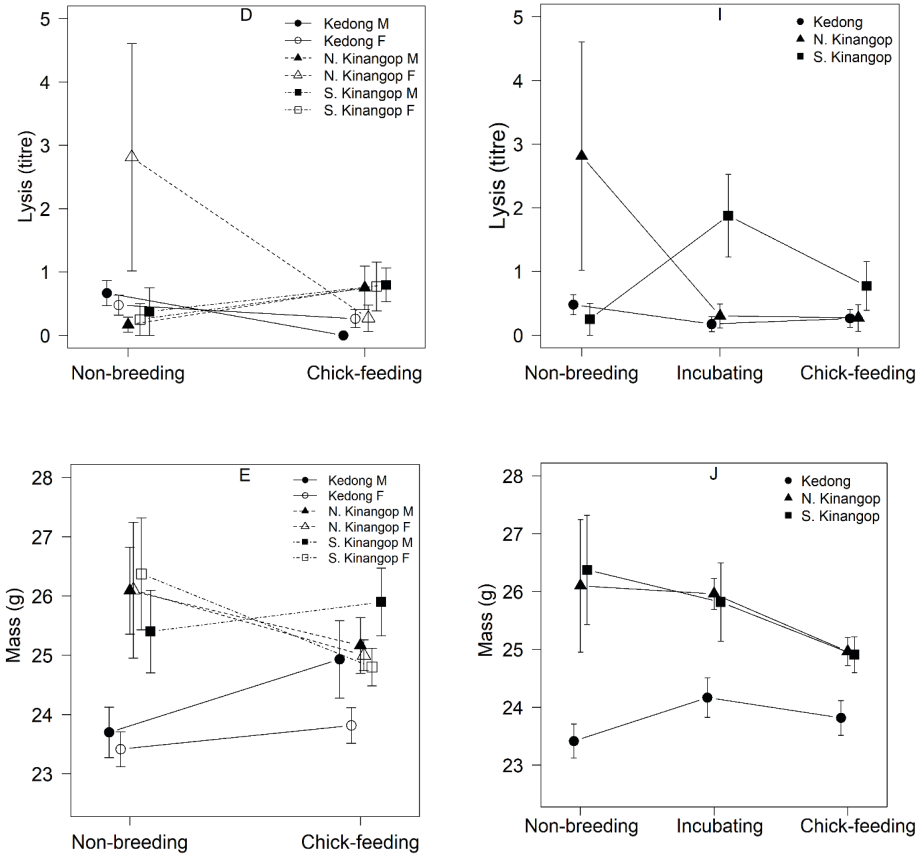 D
Kedong M
Kedong F
N. Kinangop M
N. Kinangop F
S. Kinangop M
S. Kinangop F
Lysis (titre)
5
4
3
2
1
0
Non-breeding Chick-feeding
I
Kedong
N. Kinangop
S. Kinangop
Lysis (titre)
5
4
3
2
1
0
Non-breeding Incubating Chick-feeding
E
Kedong M
Kedong F
N. Kinangop M
N. Kinangop F
S. Kinangop M
S. Kinangop F
Mass (g)
28
27
26
25
24
23
Non-breeding Chick-feeding
J
Kedong
N. Kinangop
S. Kinangop
Mass (g)
28
27
26
25
24
23
Non-breeding Incubating Chick-feeding